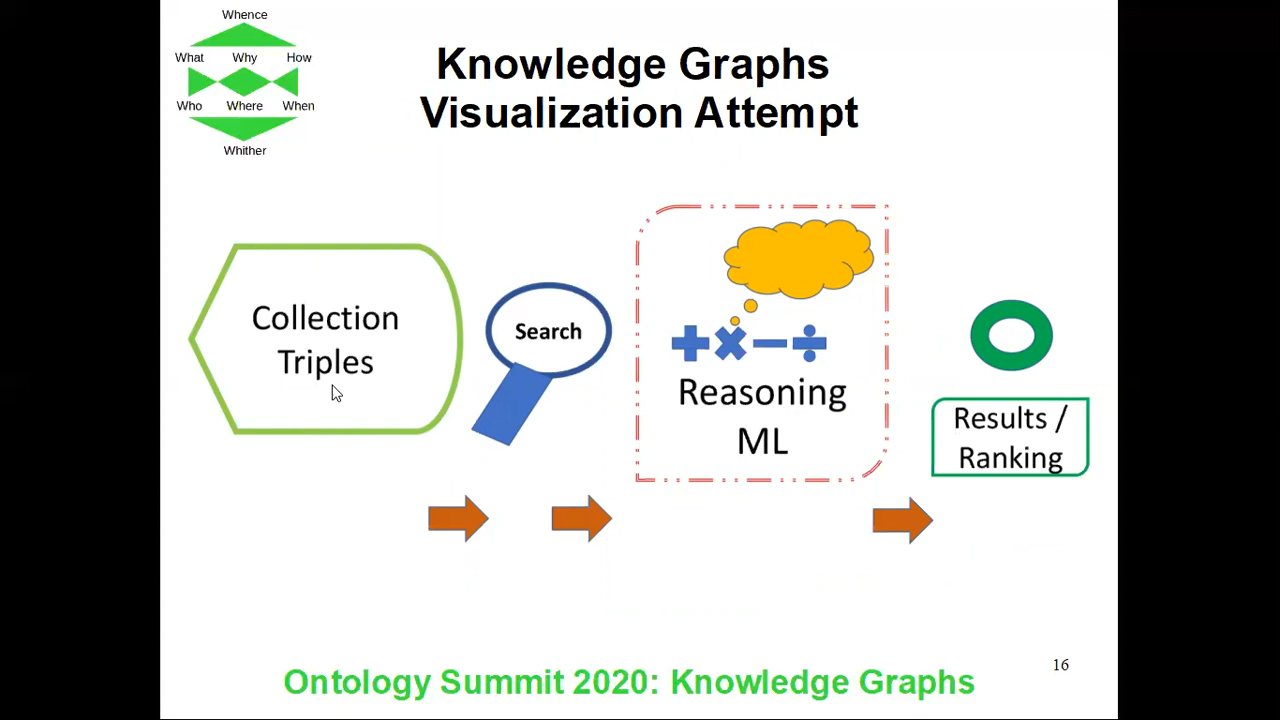 Whence
What Why How
Who Where When
Whither
Knowledge Graphs
Visualization Attempt
Collection
Triples
Search
Reasoning
ML
Results /
Ranking
16
Ontology Summit 2020: Knowledge Graphs